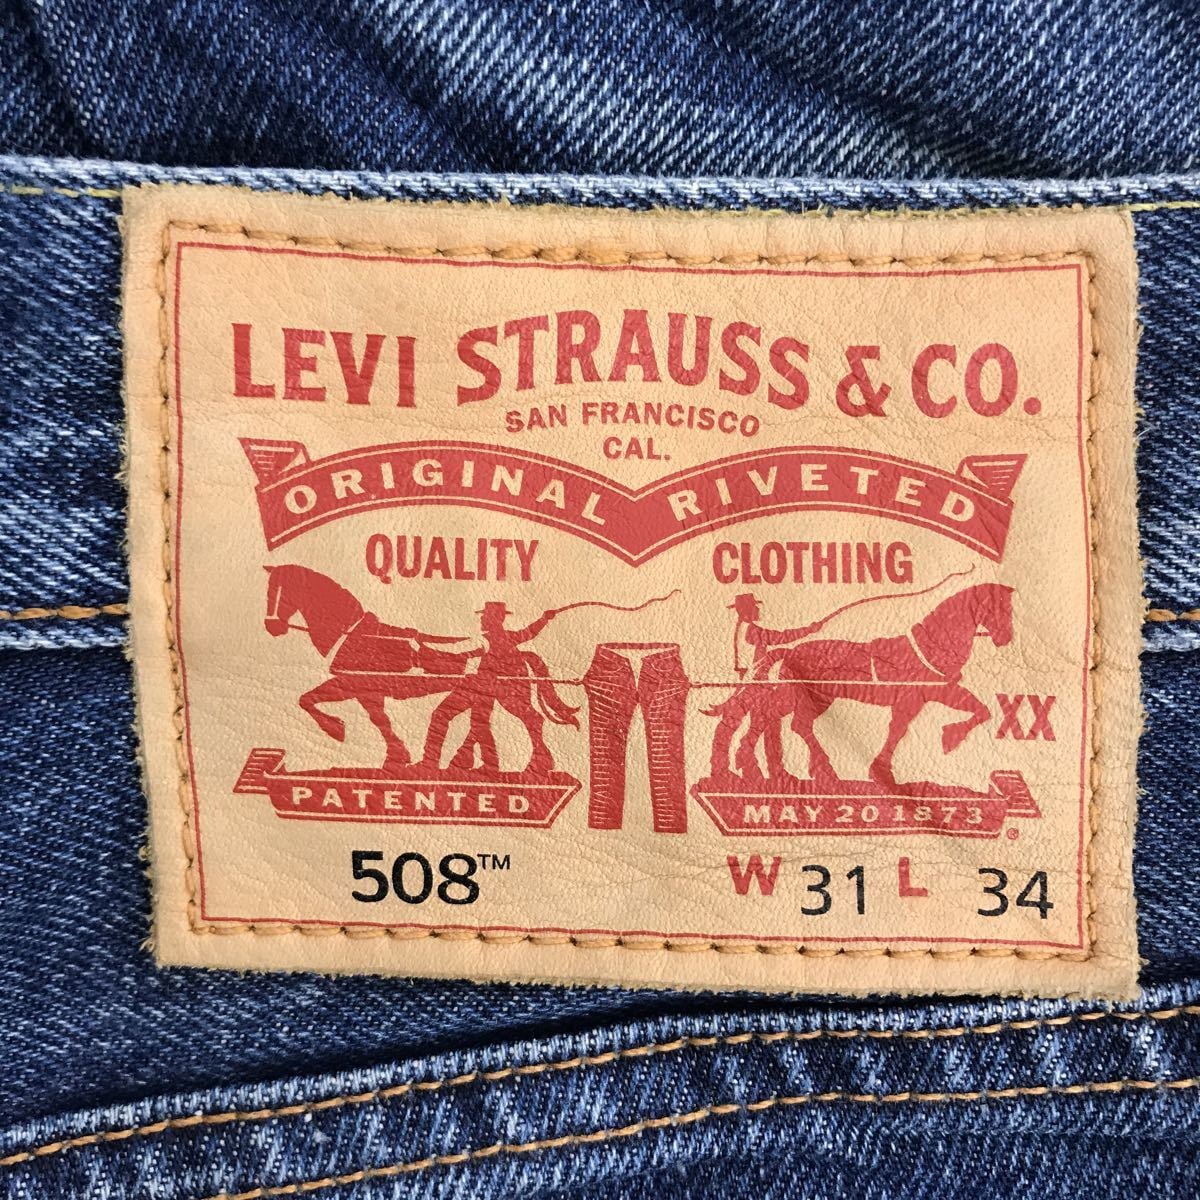 LEVI STRAUSS & CO.
SAN FRANCISCO
CAL.
ORIGINAL RIVETED
QUALITY CLOTHING
XX
PATENTED MAY 20 1873 ®
508™ W 31 L 34